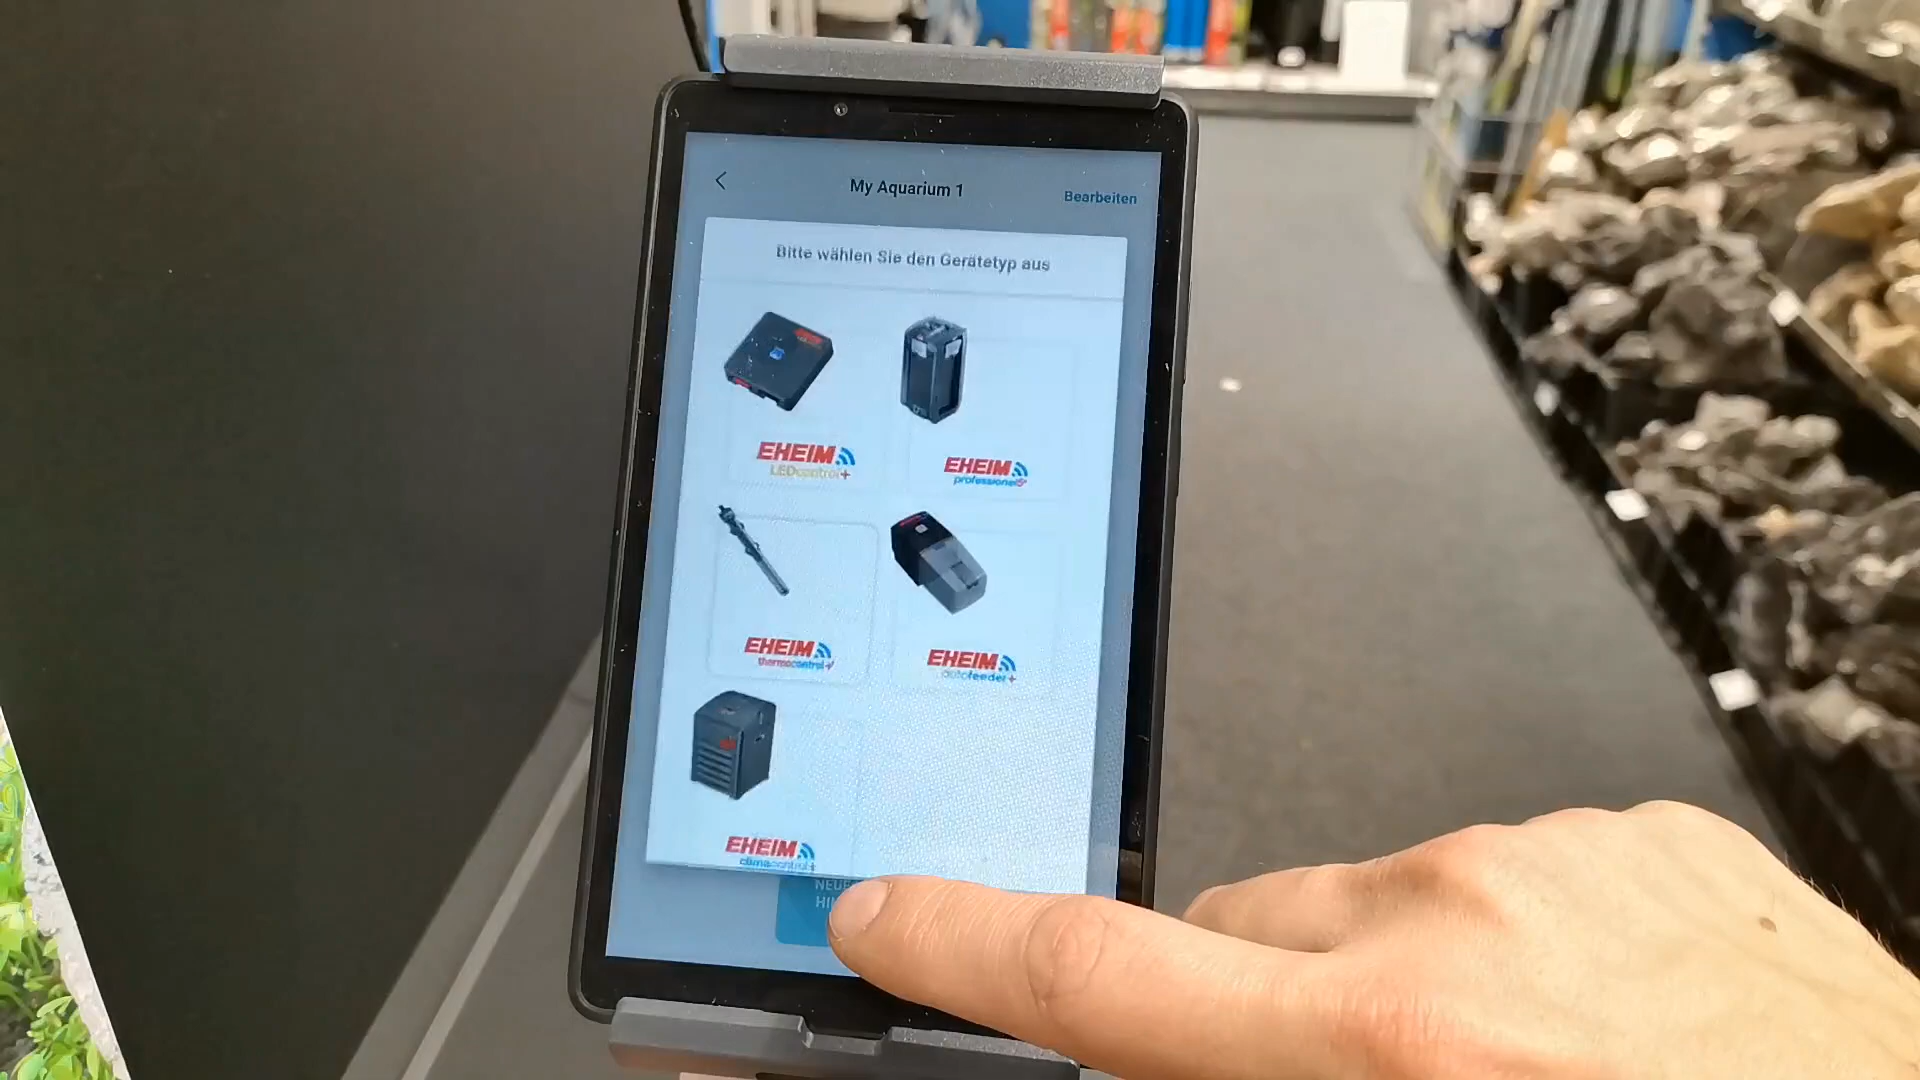 My Aquarium 1
Bearbeiten
Bitte wählen Sie den Gerätetyp aus
EHEIM
LEDcontrol+
EHEIM
professionel5e
EHEIM
thermocontrol+
EHEIM
autofeeder+
EHEIM
climacontrol+